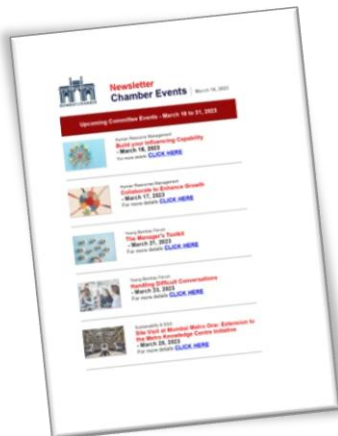 Newsletter
Chamber Events
March 16, 2023
Upcoming Committee Events - March 16 to 31, 2023
Human Resource Management
Build your Influencing Capability
- March 16, 2023
For more details CLICK HERE
Human Resource Management
Collaborate to Enhance Growth
- March 17, 2023
For more details CLICK HERE
Young Bombay Forum
The Manager's Toolkit
- March 21, 2023
For more details CLICK HERE
Young Bombay Forum
Handling Difficult Conversations
- March 23, 2023
For more details CLICK HERE
Sustainability &
Site Visit at Mumbai Metro One: Extension to
the Metro Knowledge Centre Initiative
- March 28, 2023
For more details CLICK HERE